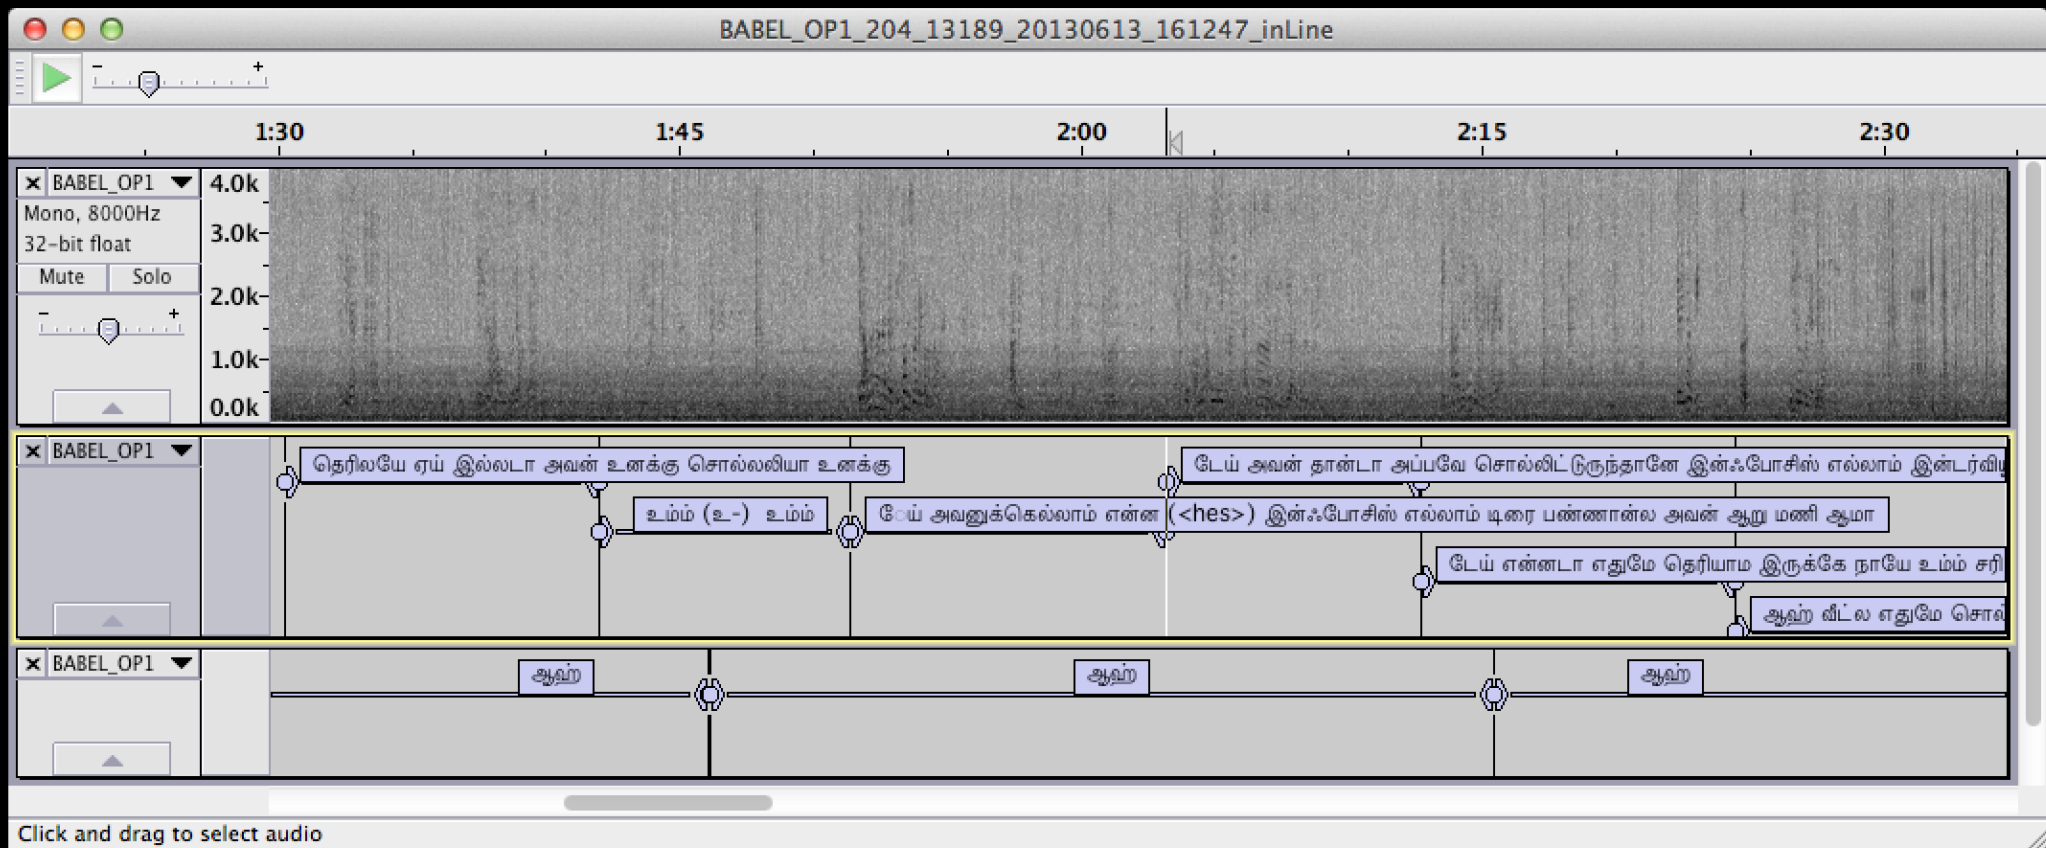 BABEL_OP1_204_13189_20130613_161247_inLine
- +
1:30 1:45 2:00 2:15 2:30
BABEL_OP1
Mono, 8000Hz
32-bit float
Mute Solo
- +
4.0k
3.0k
2.0k
1.0k
0.0k
BABEL_OP1
தெரிலயே ஏய் இல்லடா அவன் உனக்கு சொல்லலியா உனக்கு
டேய் அவன் தான்டா அப்பவே சொல்லிட்டுருந்தானே இன்ஃபோசிஸ் எல்லாம்
உம்ம் (உ-) உம்ம்
அவனுக்கெல்லாம் என்ன (<hes>) இன்ஃபோசிஸ் எல்லாம் டிரை பண்ணான்ல அவன் ஆறு மணி ஆமா
டேய் என்னடா எதுமே தெரியாம இருக்கே நாயே உம்ம் சரி
ஆஹ் வீட்ல எதுமே
BABEL_OP1
ஆஹ் ஆஹ் ஆஹ்
Click and drag to select audio